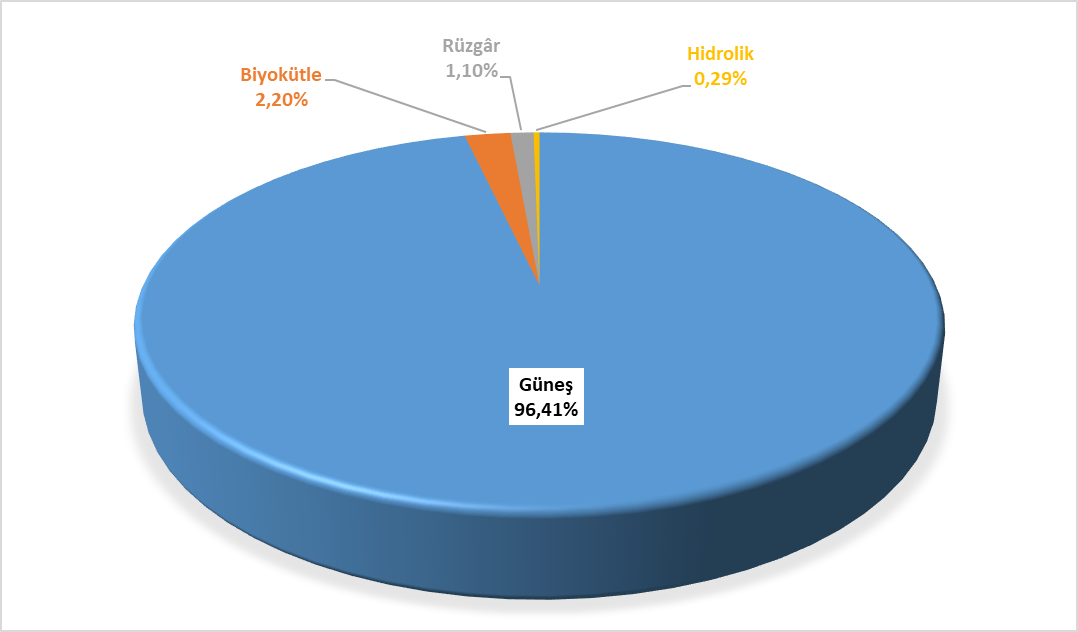 Biyokütle
2,20%
Rüzgâr
1,10%
Hidrolik
0,29%
Güneş
96,41%